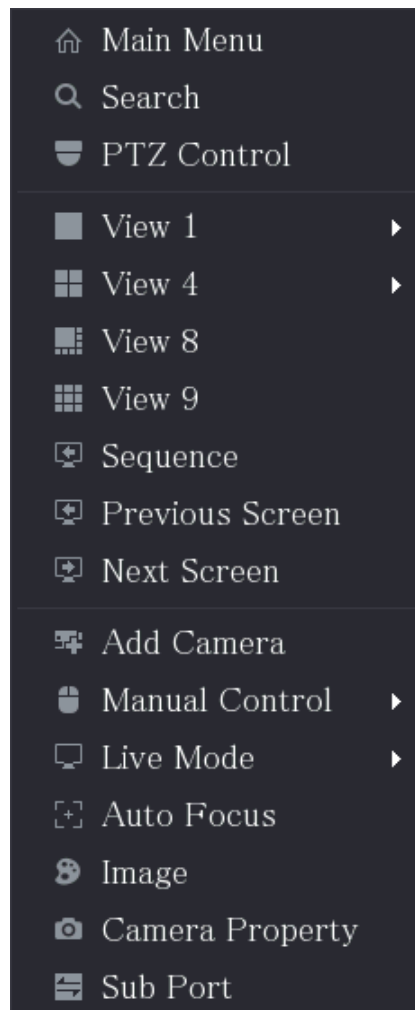 Main Menu
Search
PTZ Control
View 1
View 4
View 8
View 9
Sequence
Previous Screen
Next Screen
Add Camera
Manual Control
Live Mode
Auto Focus
Image
Camera Property
Sub Port